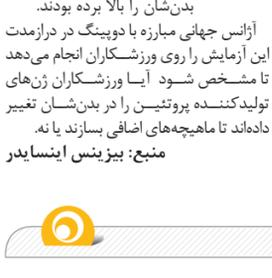 بدن‌شان را بالا برده بودند.
آژانس جهانی مبارزه با دوپینگ در درازمدت
این آزمایش را روی ورزشکاران انجام می‌دهد
تا مشخص شود آیا ورزشکاران ژن‌های
تولیدکننده پروتئین را در بدن‌شان تغییر
داده‌اند تا ماهیچه‌های اضافی بسازند یا نه.
منبع: بیزینس اینسایدر